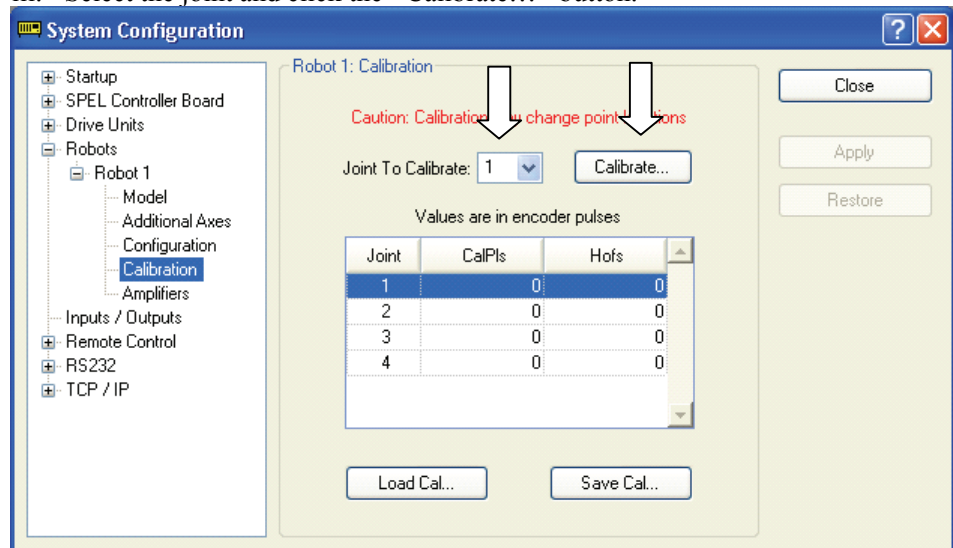 System Configuration
Startup
SPEL Controller Board
Drive Units
Robots
Robot 1
Model
Additional Axes
Configuration
Calibration
Amplifiers
Inputs / Outputs
Remote Control
RS232
TCP / IP
Robot 1: Calibration
Caution: Calibration change point
Joint To Calibrate: 1
Calibrate...
Values are in encoder pulses
Joint CalPls Hofs
1 0 0
2 0 0
3 0 0
4 0 0
Load Cal...
Save Cal...
Close
Apply
Restore